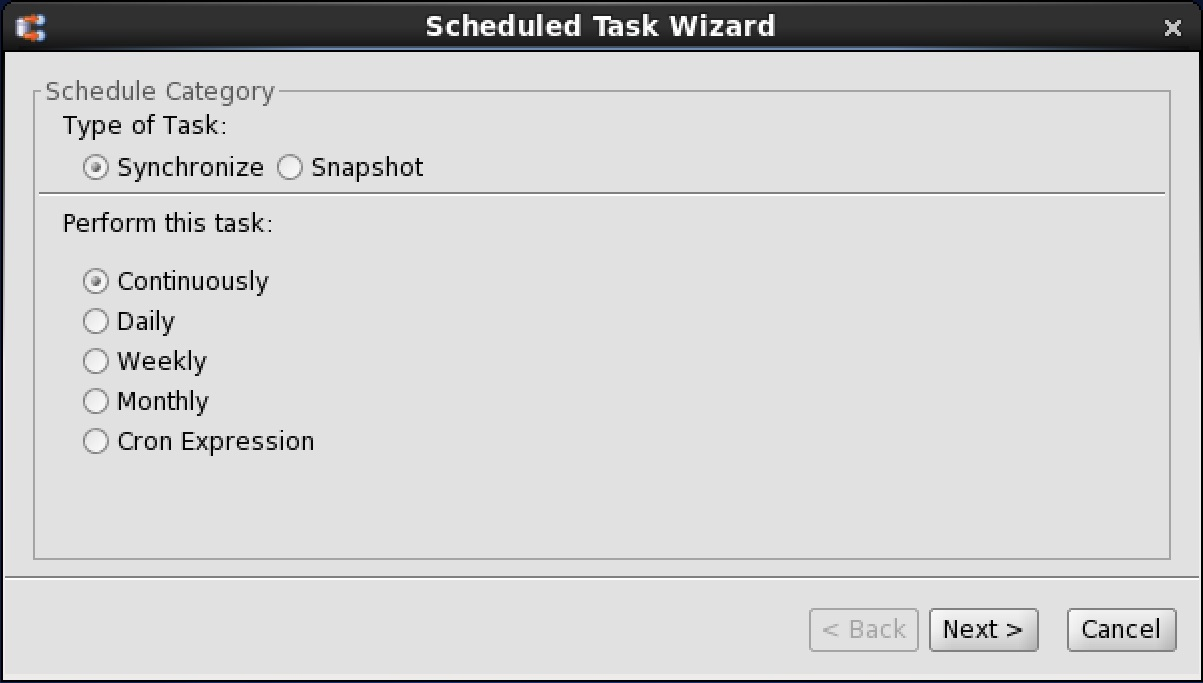 Scheduled Task Wizard
Schedule Category
Type of Task:
Synchronize Snapshot
Perform this task:
Continuously
Daily
Weekly
Monthly
Cron Expression
< Back Next > Cancel